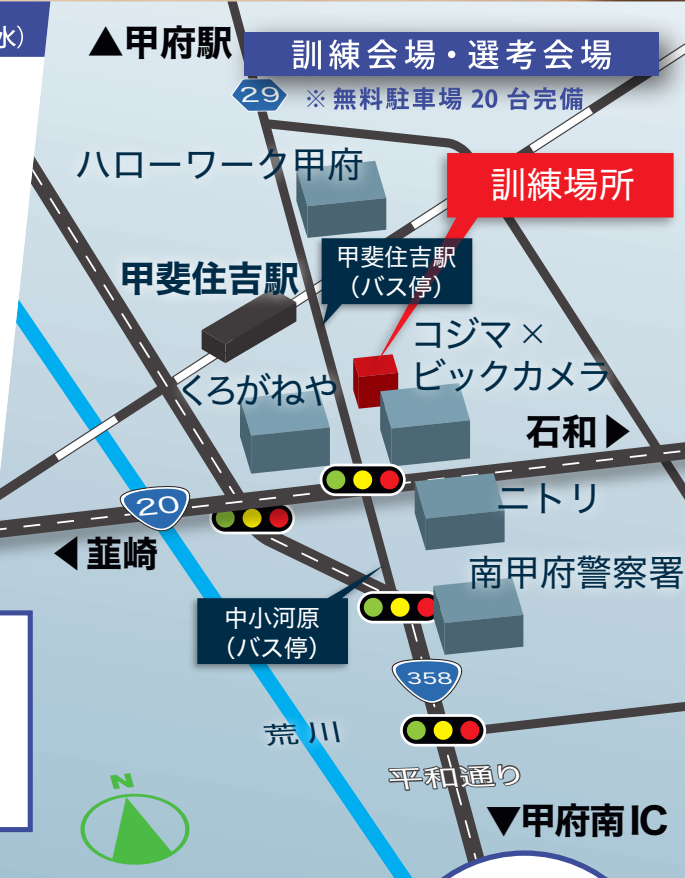 水）
▲甲府駅
訓練会場・選考会場
29
※無料駐車場 20 台完備
ハローワーク甲府
訓練場所
甲斐住吉駅
甲斐住吉駅
（バス停）
コジマ×
ビックカメラ
くろがねや
石和▶
20
ニトリ
◀韮崎
南甲府警察署
中小河原
（バス停）
358
荒川
平和通り
N
▼甲府南IC